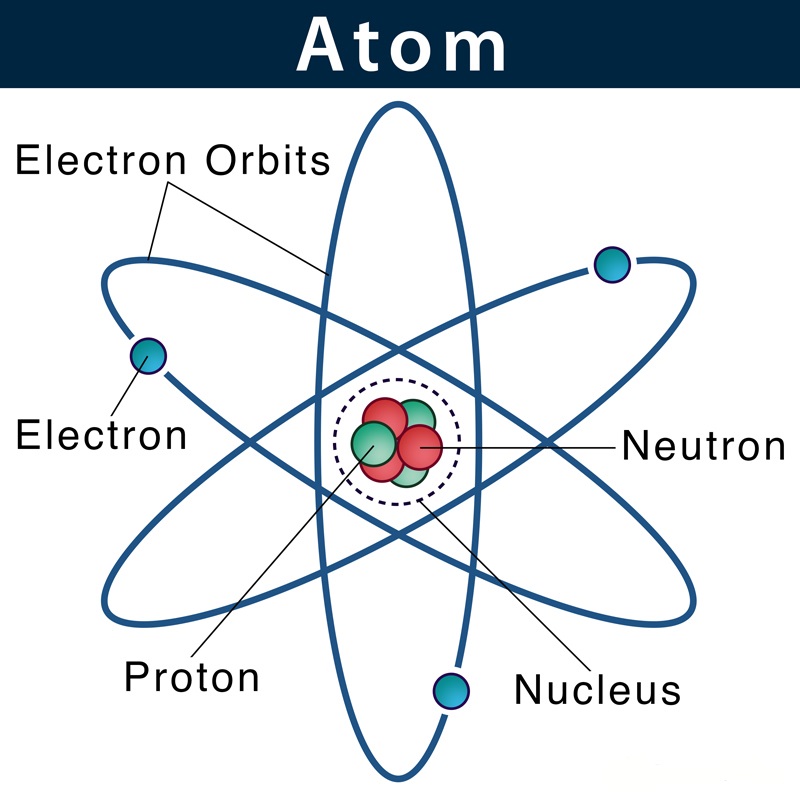 Atom
Electron Orbits
Electron
Neutron
Proton
Nucleus